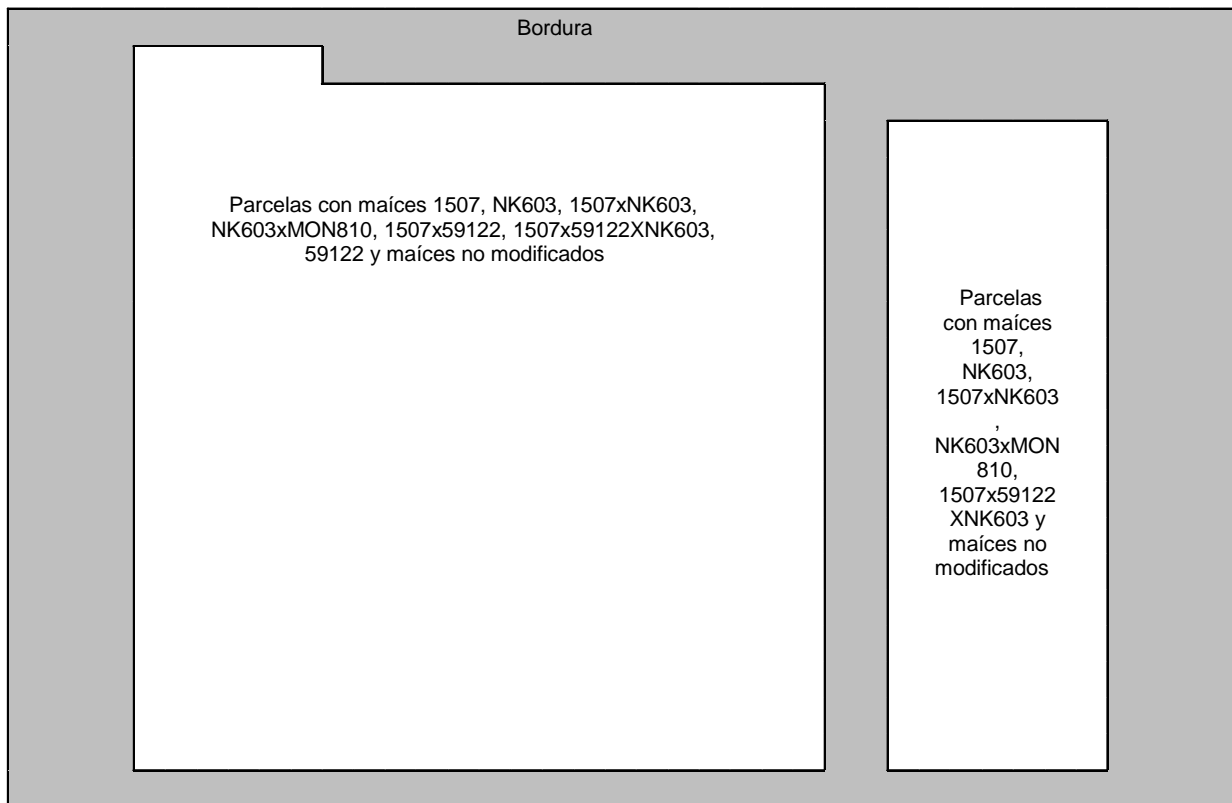 Bordura
Parcelas con maíces 1507, NK603, 1507xNK603,
NK603xMON810, 1507x59122, 1507x59122XNK603,
59122 y maíces no modificados
Parcelas
con maíces
1507,
NK603,
1507xNK603
,
NK603xMON
810,
1507x59122
XNK603 y
maíces no
modificados